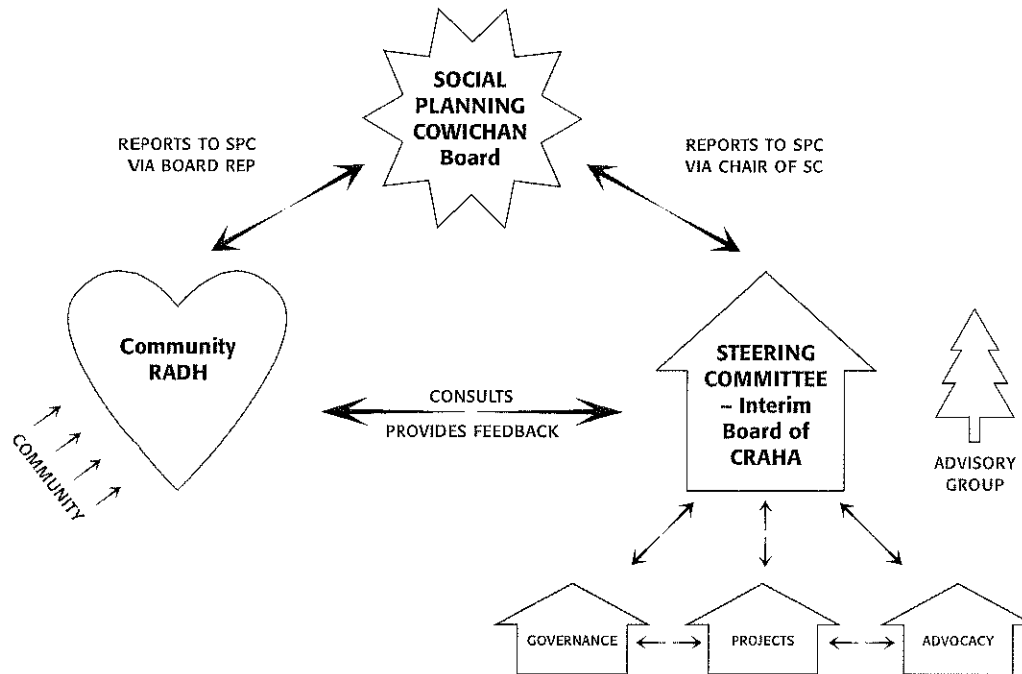 SOCIAL
PLANNING
COWICHAN
Board
REPORTS TO SPC
VIA BOARD REP
REPORTS TO SPC
VIA CHAIR OF SC
Community
RADH
COMMUNITY
CONSULTS
PROVIDES FEEDBACK
STEERING
COMMITTEE
– Interim
Board of
CRAHA
ADVISORY
GROUP
GOVERNANCE
PROJECTS
ADVOCACY